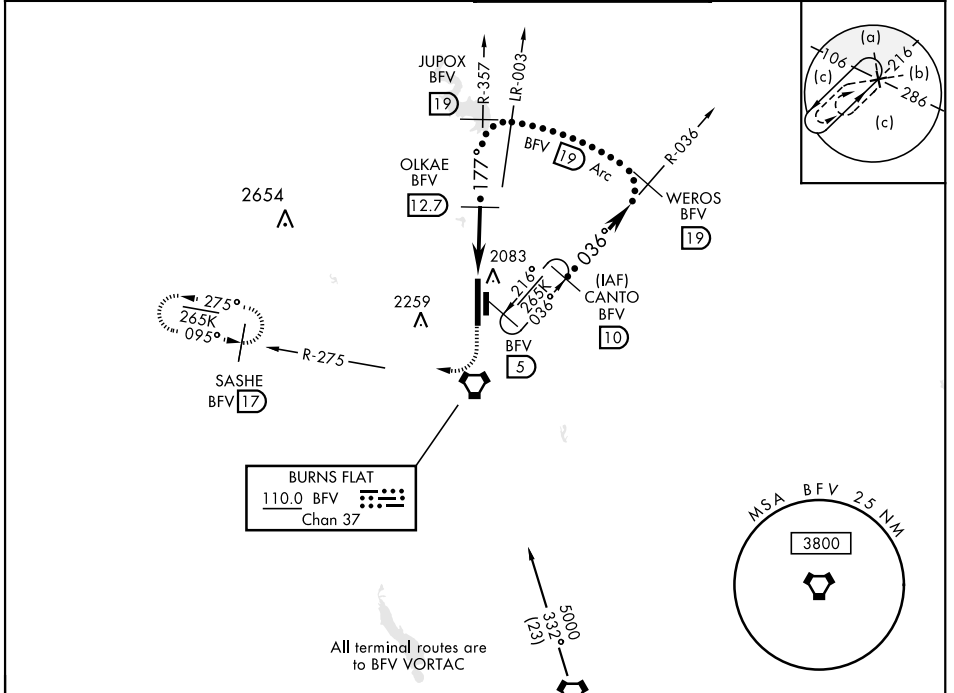 JUPOX
BFV
19
R-357
LR-003
(a)
106
216
(c)
(b)
286
(c)
BFV 19 Arc
R-036
OLKAE
BFV
12.7
177°
WEROS
BFV
19
2654
2083
036°
(IAF)
CANTO
BFV
10
216°
265K
036°
2259
275°
265K
095°
R-275
BFV
5
SASHE
BFV 17
BURNS FLAT
110.0 BFV
Chan 37
MSA BFV 25 NM
3800
5000
332°
(23)
All terminal routes are
to BFV VORTAC